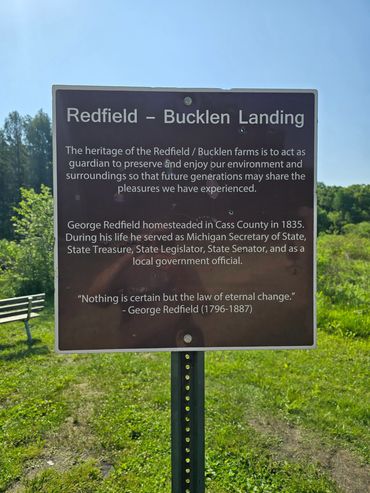 Redfield – Bucklen Landing
The heritage of the Redfield / Bucklen farms is to act as
guardian to preserve and enjoy our environment and
surroundings so that future generations may share the
pleasures we have experienced.
George Redfield homesteaded in Cass County in 1835.
During his life he served as Michigan Secretary of State,
State Treasure, State Legislator, State Senator, and as a
local government official.
“Nothing is certain but the law of eternal change.”
- George Redfield (1796-1887)